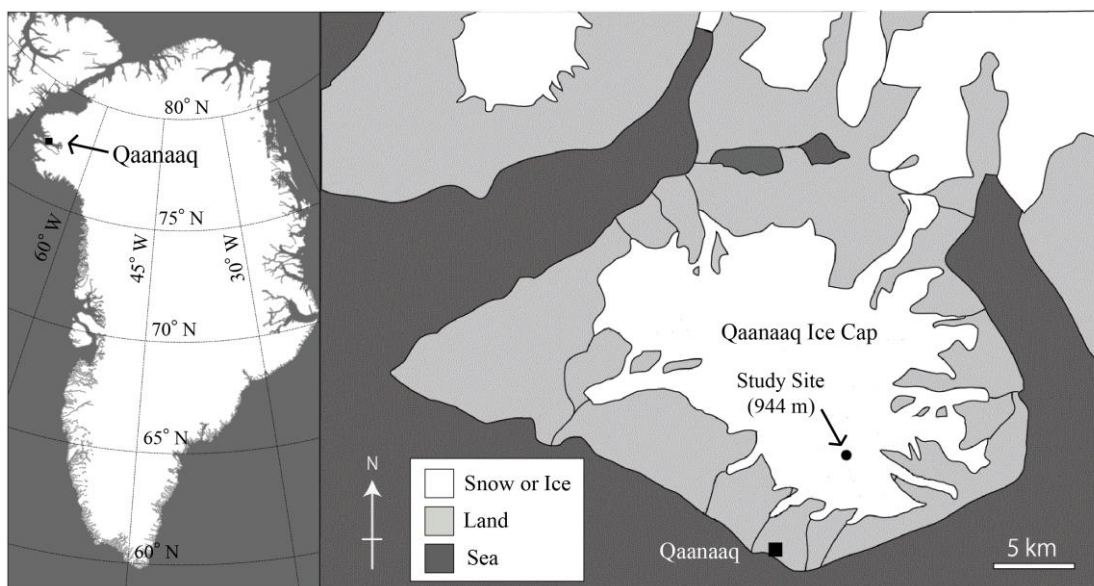 80° N
Qaanaaq
75° N
60° W
45° W
30° W
70° N
65° N
60° N
Qaanaaq Ice Cap
Study Site
(944 m)
N
Snow or Ice
Land
Sea
Qaanaaq
5 km